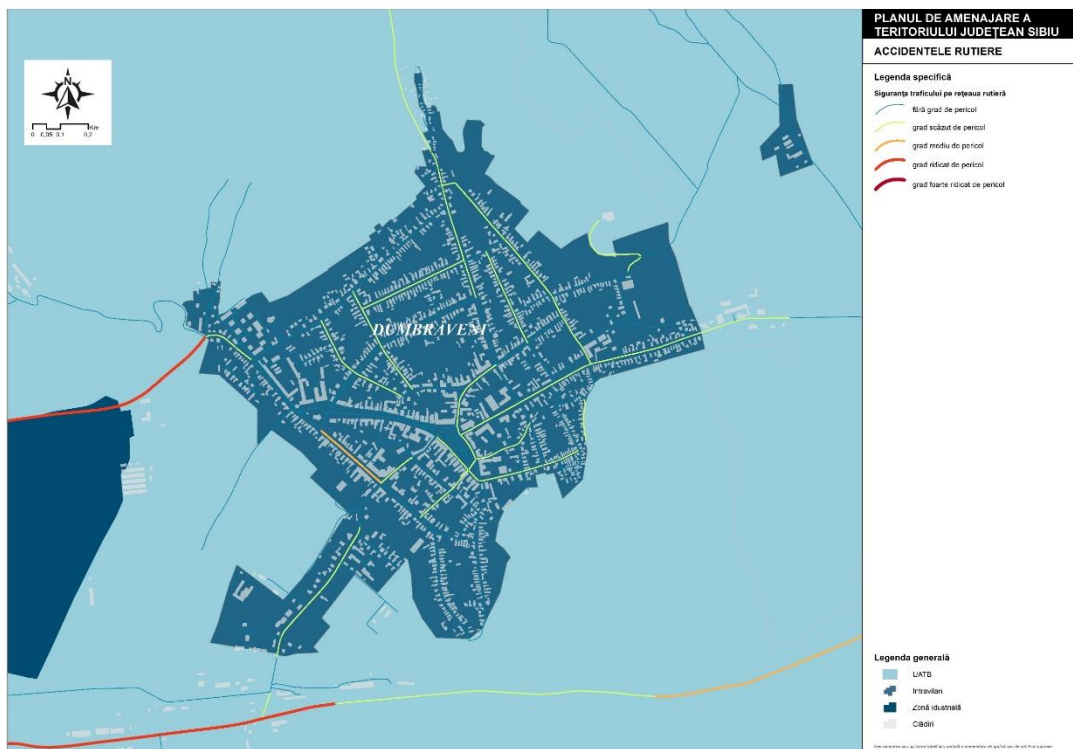 PLANUL DE AMENAJARE A
TERITORIULUI JUDEȚEAN SIBIU
ACCIDENTELE RUTIERE
Legenda specifică
Siguranța traficului pe rețeaua rutieră
fără grad de pericol
grad scăzut de pericol
grad mediu de pericol
grad ridicat de pericol
grad foarte ridicat de pericol
N
Km
0 0,05 0,1 0,2
DUMBRĂVENI
Legenda generală
UATB
Intravilan
Zonă idustrială
Clădiri